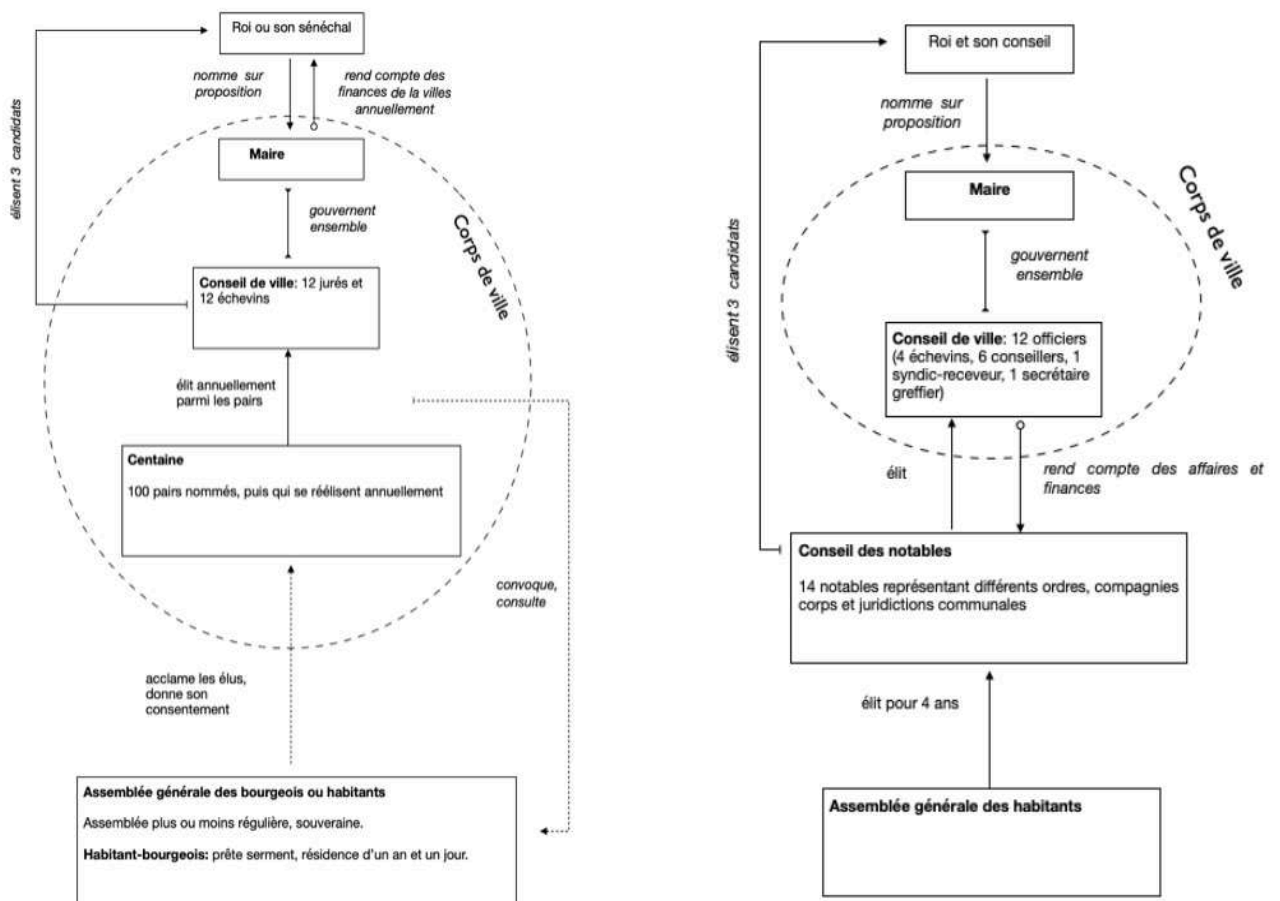 Roi ou son sénéchal
nomme sur
proposition
rend compte des
finances de la villes
annuellement
élisent 3 candidats
Maire
gouvernent
ensemble
Corps de ville
Conseil de ville: 12 jurés et
12 échevins
élit annuellement
parmi les pairs
Centaine
100 pairs nommés, puis qui se réélisent annuellement
convoque,
consulte
acclame les élus,
donne son
consentement
Assemblée générale des bourgeois ou habitants
Assemblée plus ou moins régulière, souveraine.
Habitant-bourgeois: prête serment, résidence d'un an et un jour.
Roi et son conseil
nomme sur
proposition
élisent 3 candidats
Maire
gouvernent
ensemble
Corps de ville
Conseil de ville: 12 officiers
(4 échevins, 6 conseillers, 1
syndic-receveur, 1 secrétaire
greffier)
élit
rend compte des affaires et
finances
Conseil des notables
14 notables représentant différents ordres, compagnies
corps et juridictions communales
élit pour 4 ans
Assemblée générale des habitants